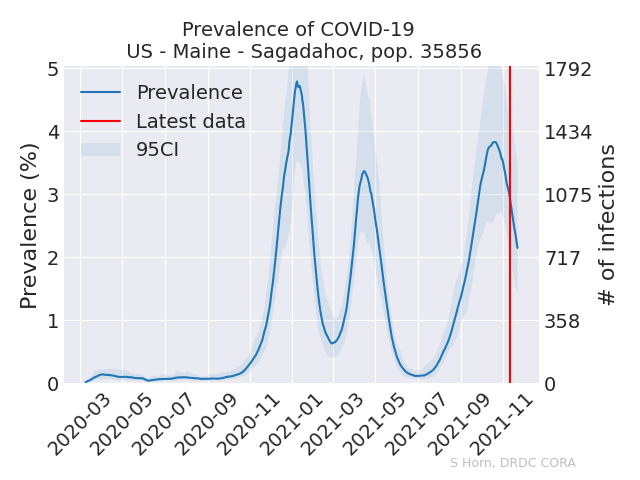 Prevalence of COVID-19
US - Maine - Sagadahoc, pop. 35856
Prevalence
Latest data
95CI
Prevalence (%)
5
4
3
2
1
0
1792
1434
1075
717
358
0
# of infections
2020-03
2020-05
2020-07
2020-09
2020-11
2021-01
2021-03
2021-05
2021-07
2021-09
2021-11
S Horn, DRDC CORA